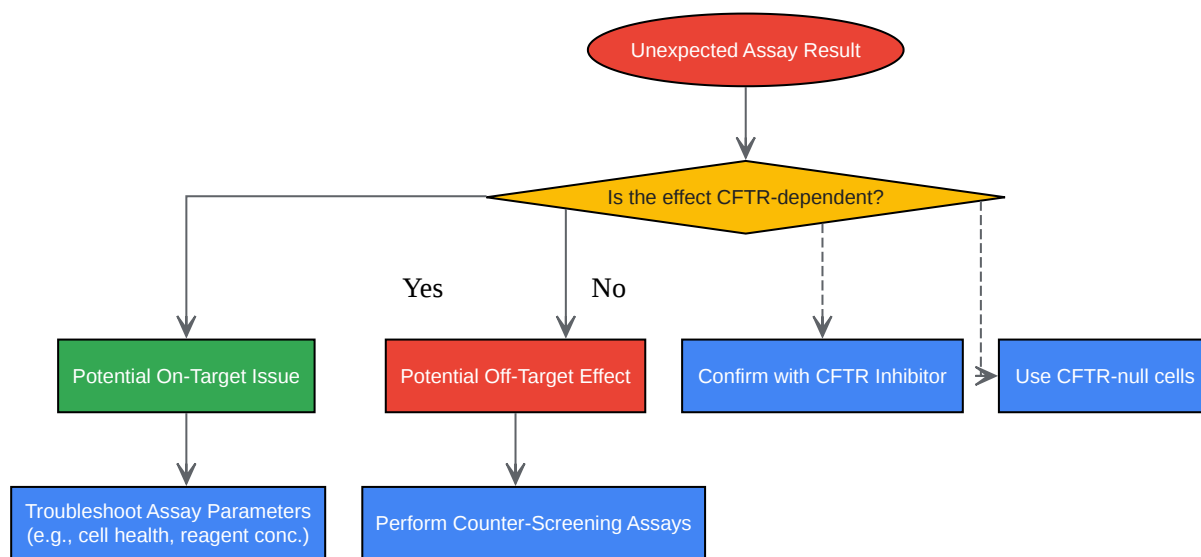 Unexpected Assay Result
Is the effect CFTR-dependent?
Yes
No
Potential On-Target Issue
Potential Off-Target Effect
Confirm with CFTR Inhibitor
Use CFTR-null cells
Troubleshoot Assay Parameters
(e.g., cell health, reagent conc.)
Perform Counter-Screening Assays